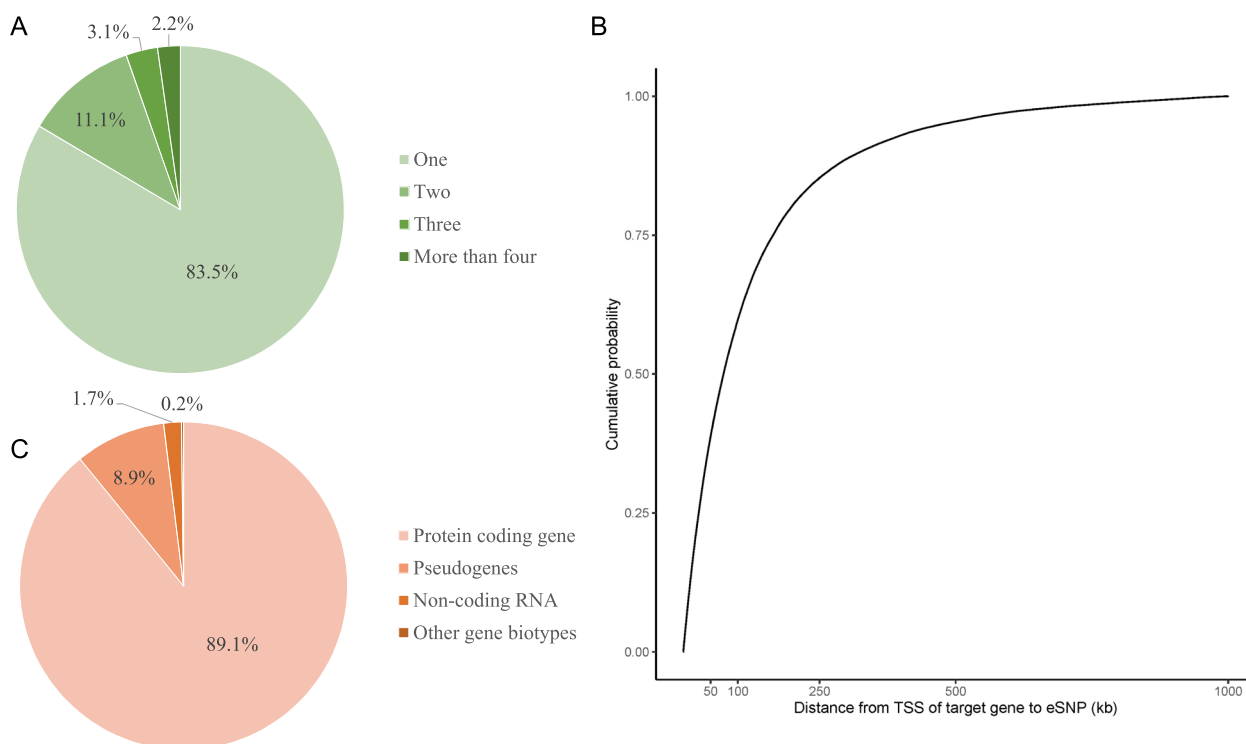 A
3.1%
2.2%
11.1%
83.5%
One
Two
Three
More than four
B
1.00
0.75
0.50
0.25
0.00
Cumulative probability
50
100
250
500
1000
Distance from TSS of target gene to eSNP (kb)
C
1.7%
0.2%
8.9%
89.1%
Protein coding gene
Pseudogenes
Non-coding RNA
Other gene biotypes